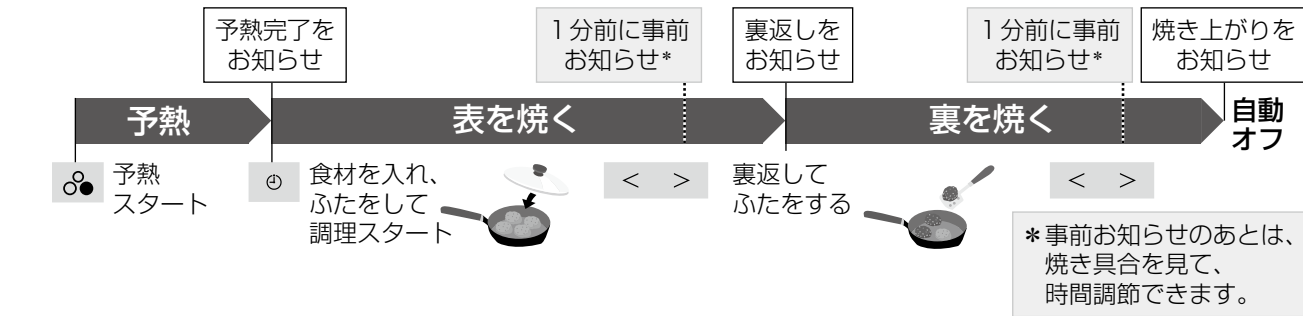 予熱完了を
お知らせ
1分前に事前
お知らせ*
裏返しを
お知らせ
1分前に事前
お知らせ*
焼き上がりを
お知らせ
予熱
表を焼く
裏を焼く
自動
オフ
予熱
スタート
食材を入れ、
ふたをして
調理スタート
< >
裏返して
ふたをする
< >
*事前お知らせのあとは、
焼き具合を見て、
時間調節できます。